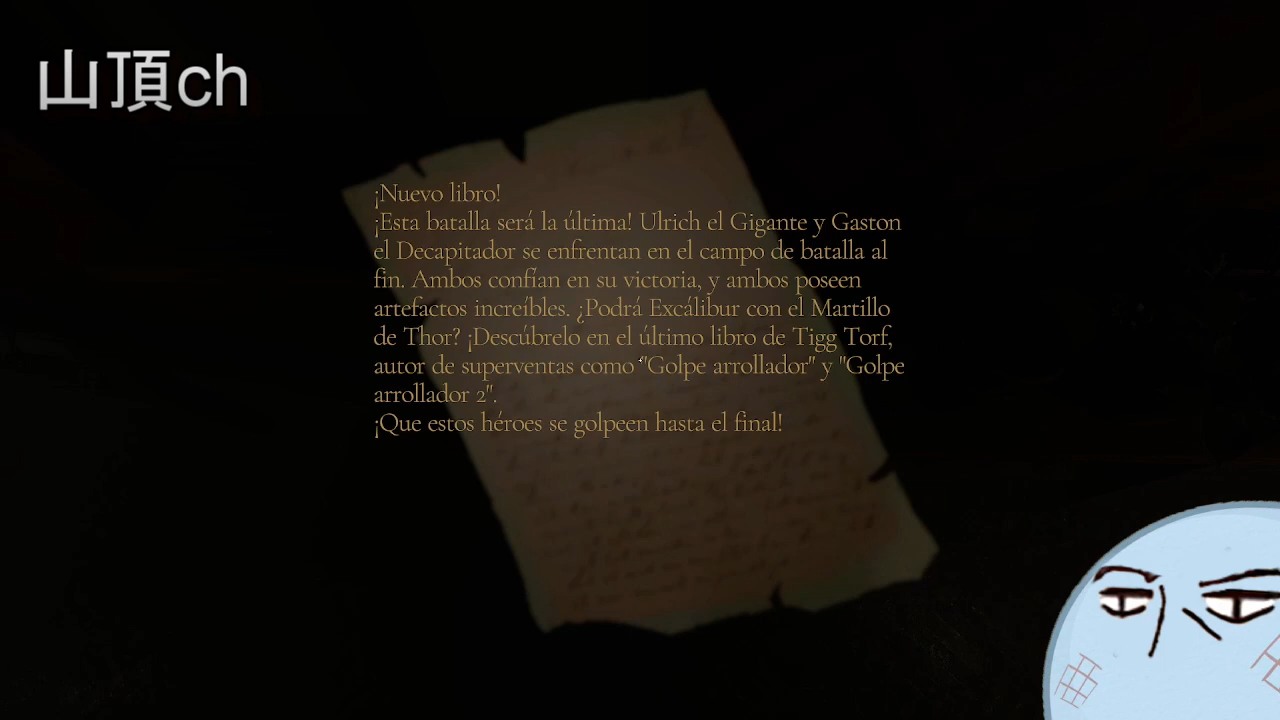 山頂ch
¡Nuevo libro!
¡Esta batalla será la última! Ulrich el Gigante y Gaston
el Decapitador se enfrentan en el campo de batalla al
fin. Ambos confían en su victoria, y ambos poseen
artefactos increíbles. ¿Podrá Excálibur con el Martillo
de Thor? ¡Descúbrelo en el último libro de Tigg Torf,
autor de superventas como "Golpe arrollador" y "Golpe
arrollador 2".
¡Que estos héroes se golpeen hasta el final!